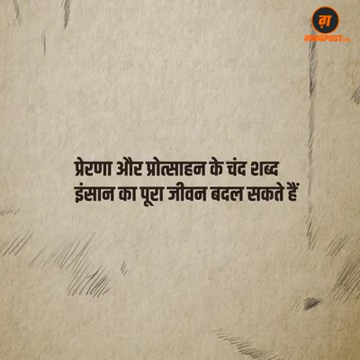 ग़
प्रेरणा और प्रोत्साहन के चंद शब्द
इंसान का पूरा जीवन बदल सकते हैं